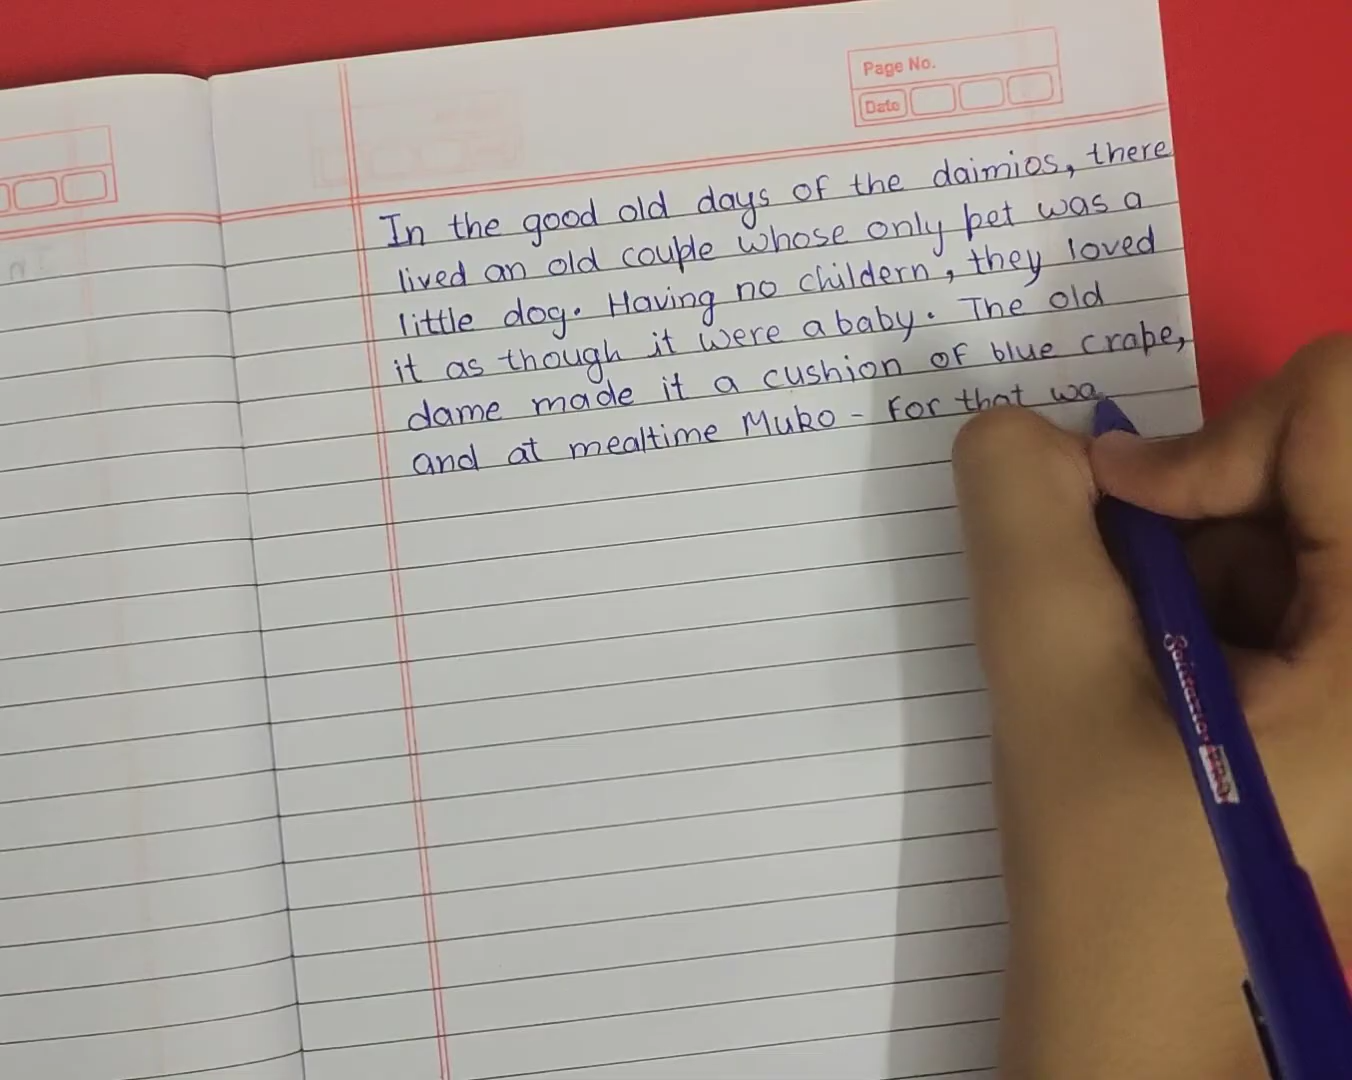 Page No.
Date
In the good old days of the daimios, there
lived an old couple whose only pet was a
little dog. Having no childern, they loved
it as though it were a baby. The old
dame made it a cushion of blue crape,
and at mealtime Muko - For that wa